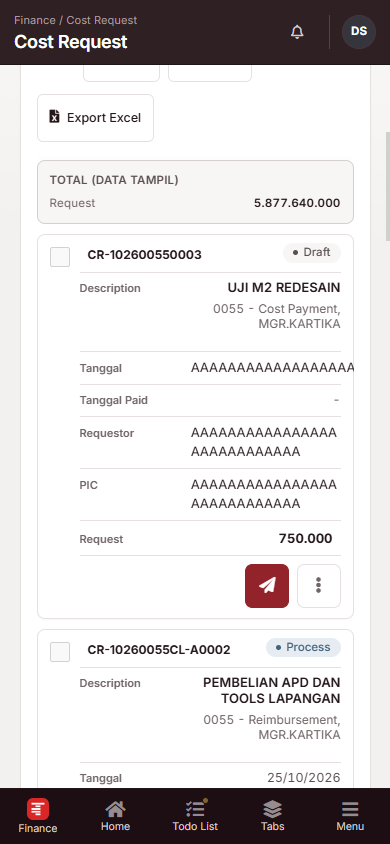 Finance / Cost Request
Cost Request
DS
Export Excel
TOTAL (DATA TAMPIL)
Request 5.877.640.000
CR-102600550003 Draft
Description UJI M2 REDESAIN
0055 - Cost Payment,
MGR.KARTIKA
Tanggal AAAAAAAAAAAAAAAAAA
Tanggal Paid -
Requestor AAAAAAAAAAAAAAAA
AAAAAAAAAAAA
PIC AAAAAAAAAAAAAAAA
AAAAAAAAAAAA
Request 750.000
CR-10260055CL-A0002 Process
Description PEMBELIAN APD DAN
TOOLS LAPANGAN
0055 - Reimbursement,
MGR.KARTIKA
Tanggal 25/10/2026
Finance Home Todo List Tabs Menu